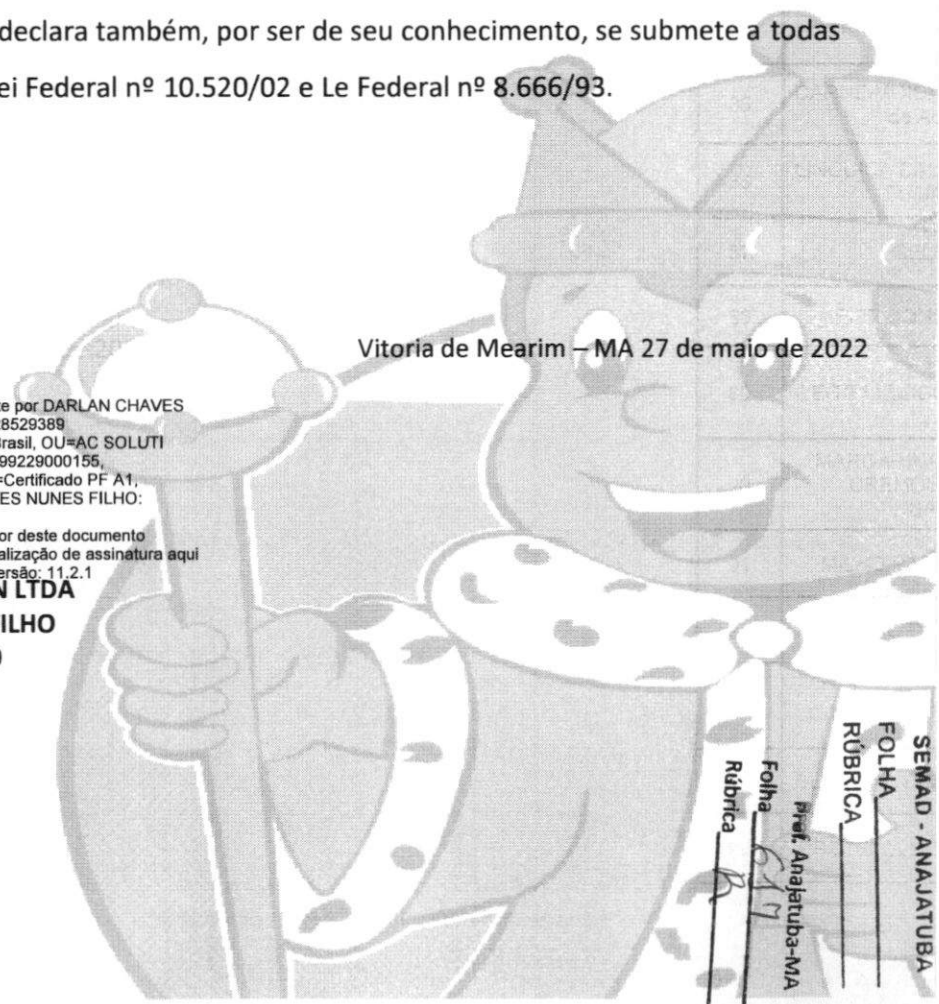 declara também, por ser de seu conhecimento, se submete a todas
ei Federal nº 10.520/02 e Le Federal nº 8.666/93.
Vitoria de Mearim – MA 27 de maio de 2022
te por DARLAN CHAVES
8529389
Brasil, OU=AC SOLUTI
99229000155,
=Certificado PF A1,
ES NUNES FILHO:
or deste documento
alização de assinatura aqui
ersão: 11.2.1
N LTDA
ILHO
SEMAD - ANAJATUBA
FOLHA
RÚBRICA
Pref. Anajatuba-MA
Folha 617
Rúbrica